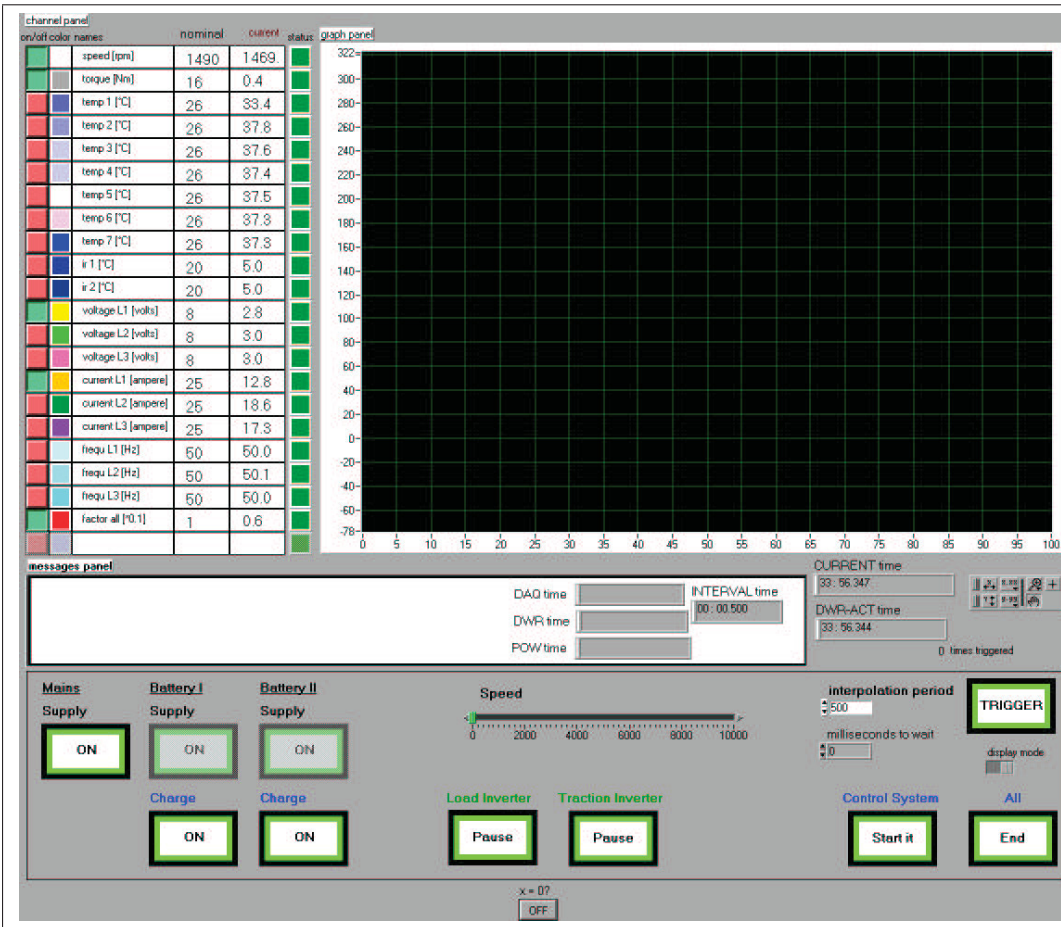 channel panel
on/off color names nominal current status graph panel
speed [rpm] 1490 1469.
torque [Nm] 16 0.4
temp 1 [°C] 26 33.4
temp 2 [°C] 26 37.8
temp 3 [°C] 26 37.6
temp 4 [°C] 26 37.4
temp 5 [°C] 26 37.5
temp 6 [°C] 26 37.3
temp 7 [°C] 26 37.3
ir 1 [°C] 20 5.0
ir 2 [°C] 20 5.0
voltage L1 [volts] 8 2.8
voltage L2 [volts] 8 3.0
voltage L3 [volts] 8 3.0
current L1 [ampere] 25 12.8
current L2 [ampere] 25 18.6
current L3 [ampere] 25 17.3
frequ L1 [Hz] 50 50.0
frequ L2 [Hz] 50 50.1
frequ L3 [Hz] 50 50.0
factor all [*0.1] 1 0.6
322
300
280
260
240
220
200
180
160
140
120
100
80
60
40
20
0
-20
-40
-60
-78
0 5 10 15 20 25 30 35 40 45 50 55 60 65 70 75 80 85 90 95 100
messages panel
DAQ time
DWR time
POW time
INTERVAL time
00 : 00.500
CURRENT time
33 : 56.347
DWR-ACT time
33 : 56.344
0 times triggered
Mains Battery I Battery II
Supply Supply Supply
ON ON ON
Charge Charge
ON ON
Speed
0 2000 4000 6000 8000 10000
Load Inverter Traction Inverter
Pause Pause
interpolation period
500
milliseconds to wait
0
TRIGGER
display mode
Control System All
Start it End
x = 0?
OFF